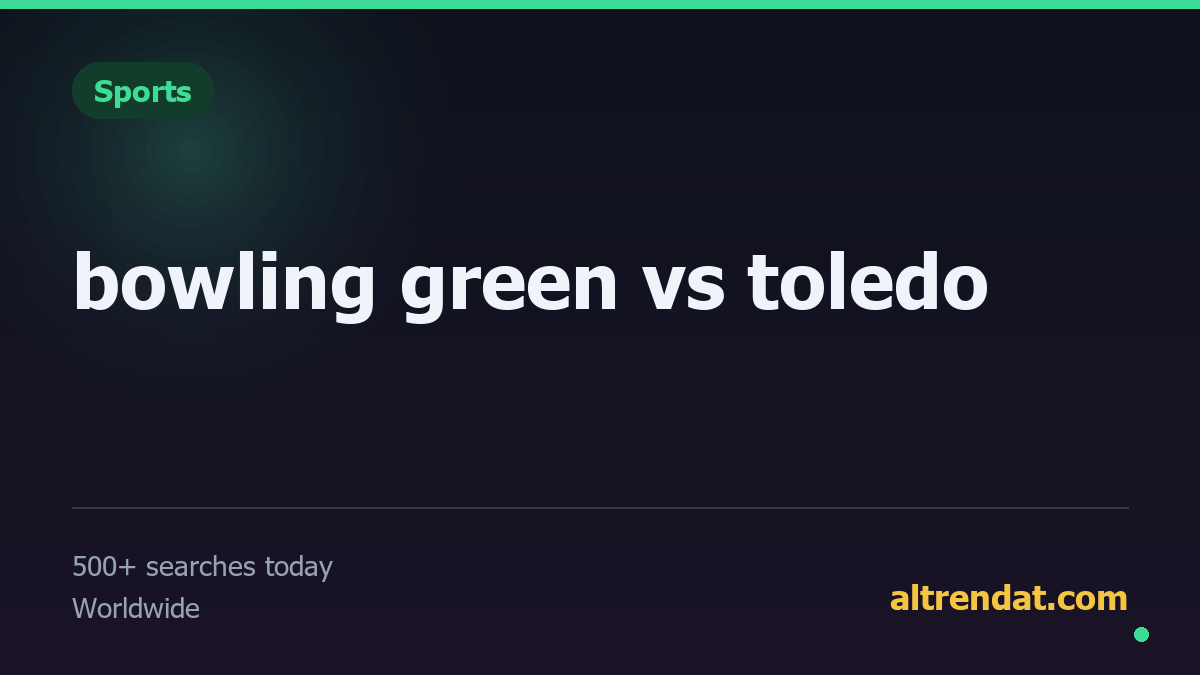 Sports
bowling green vs toledo
500+ searches today
Worldwide
altrendat.com